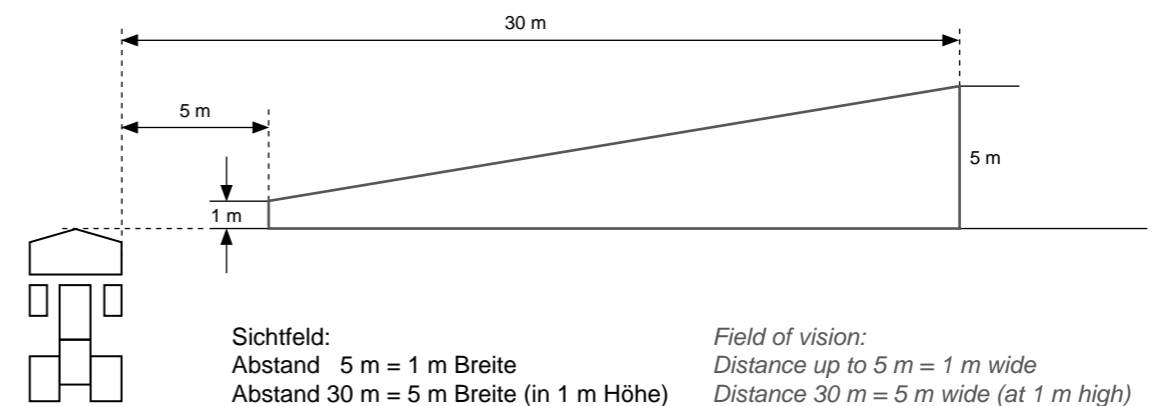 30 m
5 m
5 m
1 m
Sichtfeld:
Abstand 5 m = 1 m Breite
Abstand 30 m = 5 m Breite (in 1 m Höhe)
Field of vision:
Distance up to 5 m = 1 m wide
Distance 30 m = 5 m wide (at 1 m high)